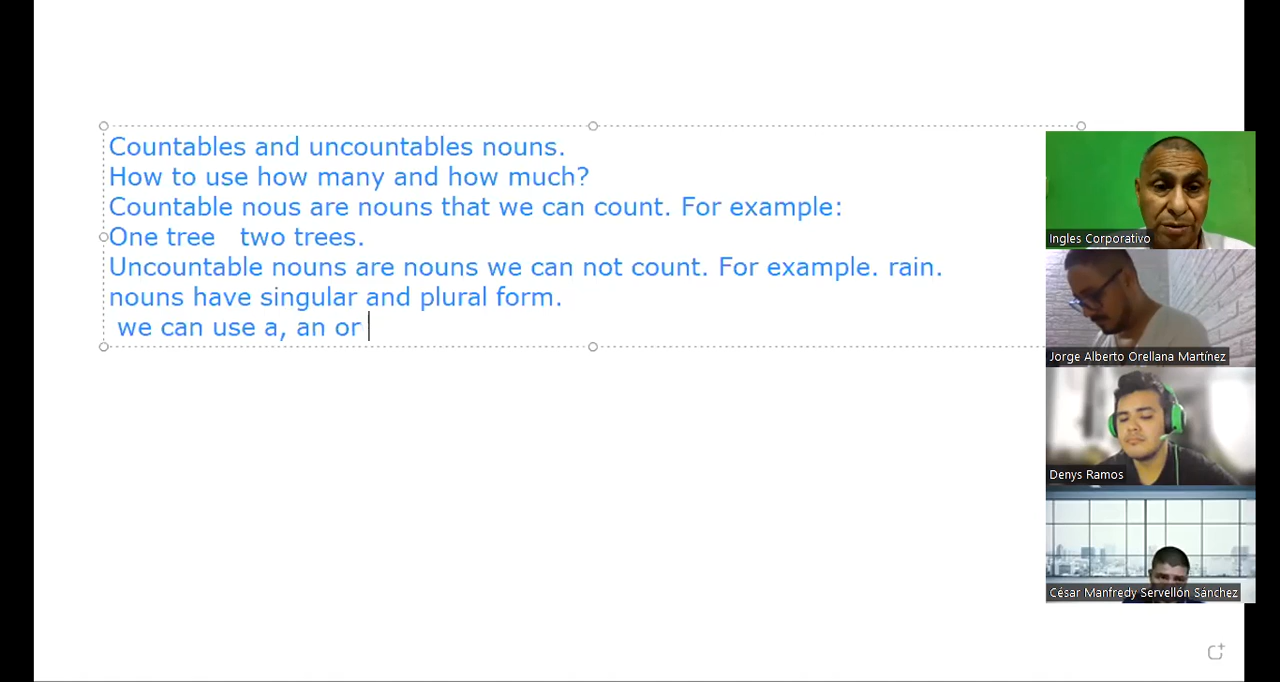 Countables and uncountables nouns.
How to use how many and how much?
Countable nous are nouns that we can count. For example:
One tree   two trees.
Uncountable nouns are nouns we can not count. For example. rain.
nouns have singular and plural form.
we can use a, an or
Ingles Corporativo
Jorge Alberto Orellana Martínez
Denys Ramos
César Manfredy Servellón Sánchez